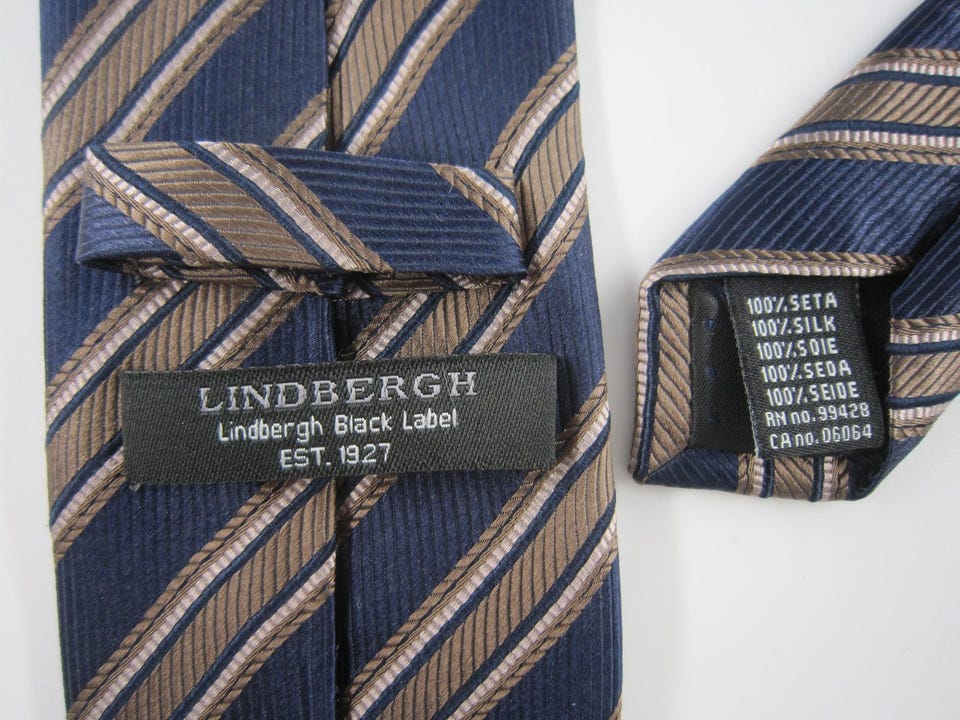 LINDBERGH
Lindbergh Black Label
EST. 1927
100% SETA
100% SILK
100% SOIE
100% SEDA
100% SEIDE
RN no. 99428
CA no. 06064